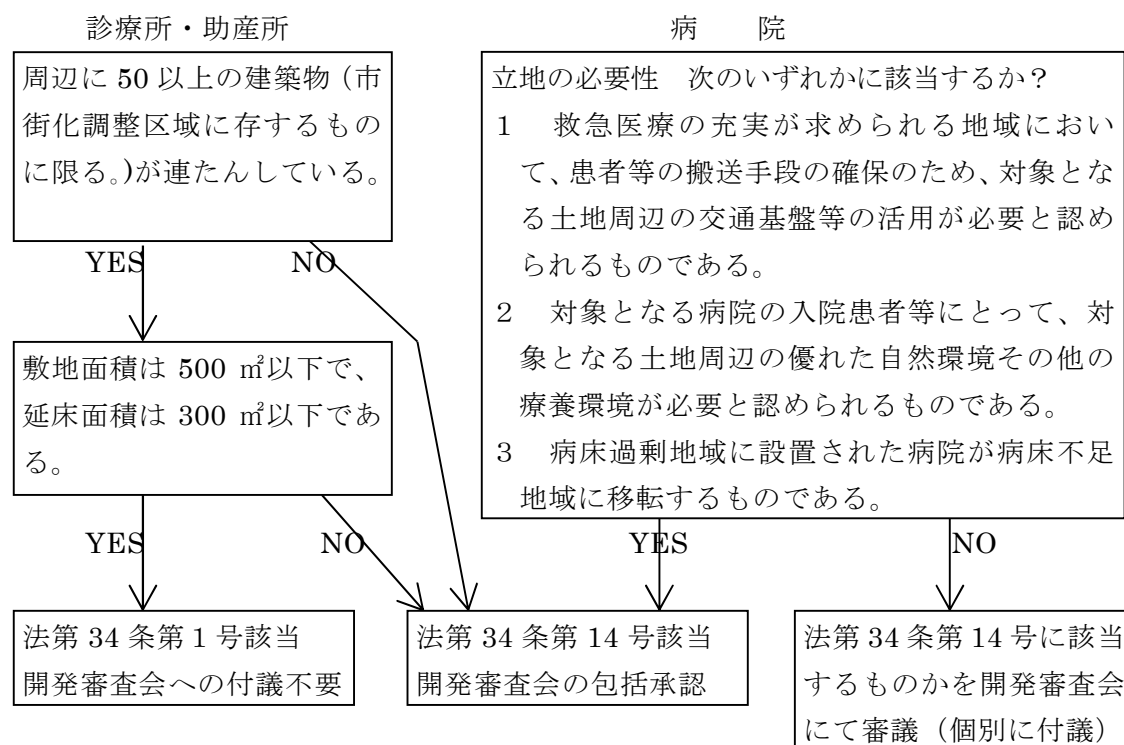 診療所・助産所
周辺に 50 以上の建築物（市
街化調整区域に存するもの
に限る。)が連たんしている。
YES NO
敷地面積は 500 ㎡以下で、
延床面積は 300 ㎡以下であ
る。
YES NO
法第 34 条第 1 号該当
開発審査会への付議不要
病　　院
立地の必要性　次のいずれかに該当するか？
１　救急医療の充実が求められる地域におい
て、患者等の搬送手段の確保のため、対象とな
る土地周辺の交通基盤等の活用が必要と認め
られるものである。
２　対象となる病院の入院患者等にとって、対
象となる土地周辺の優れた自然環境その他の
療養環境が必要と認められるものである。
３　病床過剰地域に設置された病院が病床不足
地域に移転するものである。
YES NO
法第 34 条第 14 号該当
開発審査会の包括承認
法第 34 条第 14 号に該当
するものかを開発審査会
にて審議（個別に付議）